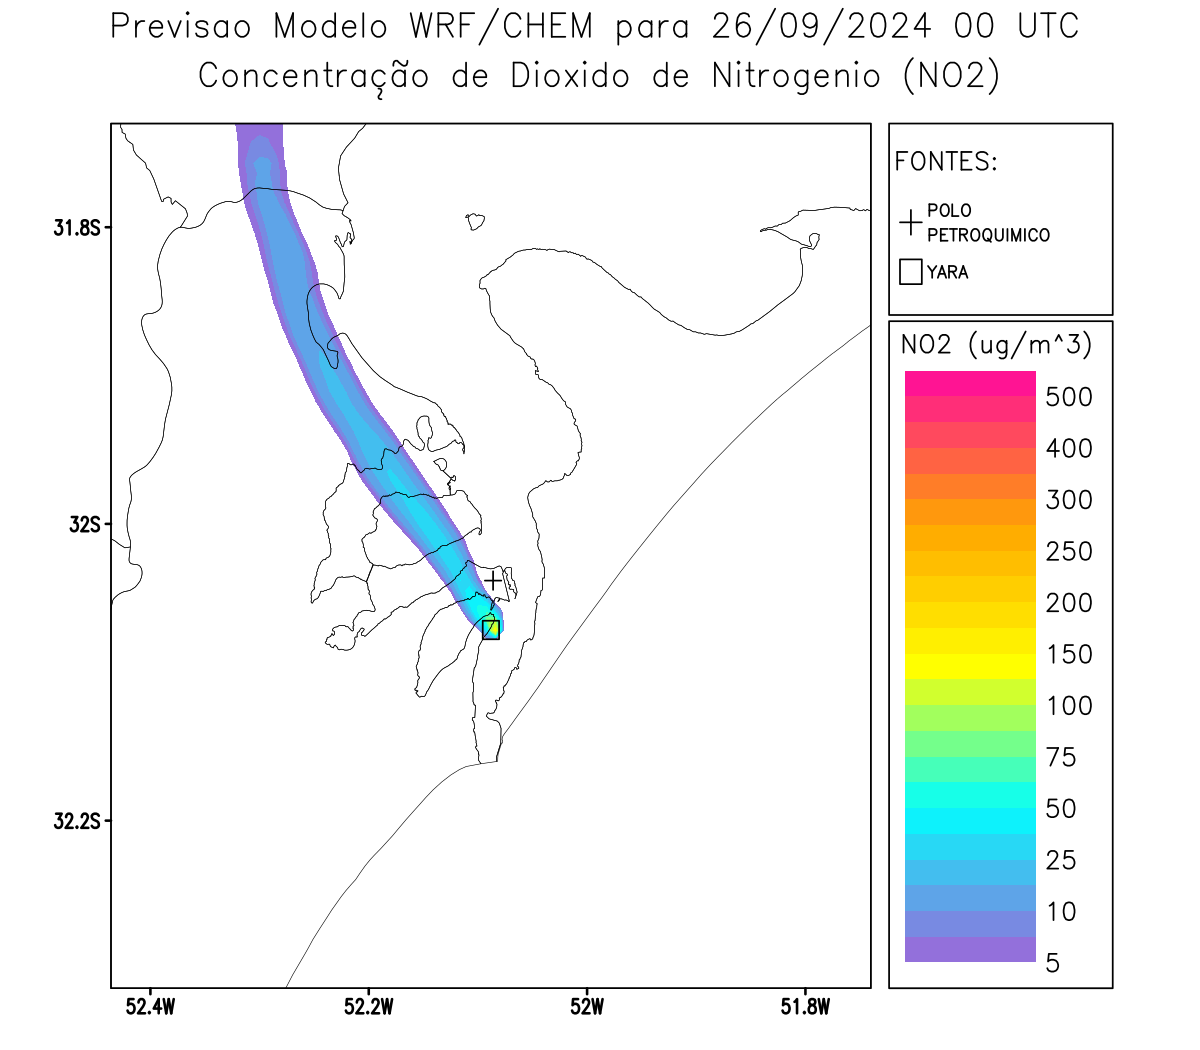 Previsao Modelo WRF/CHEM para 26/09/2024 00 UTC
Concentração de Dioxido de Nitrogenio (NO2)
FONTES:
POLO
PETROQUIMICO
YARA
NO2 (ug/m^3)
500
400
300
250
200
150
100
75
50
25
10
5
31.8S
32S
32.2S
52.4W
52.2W
52W
51.8W